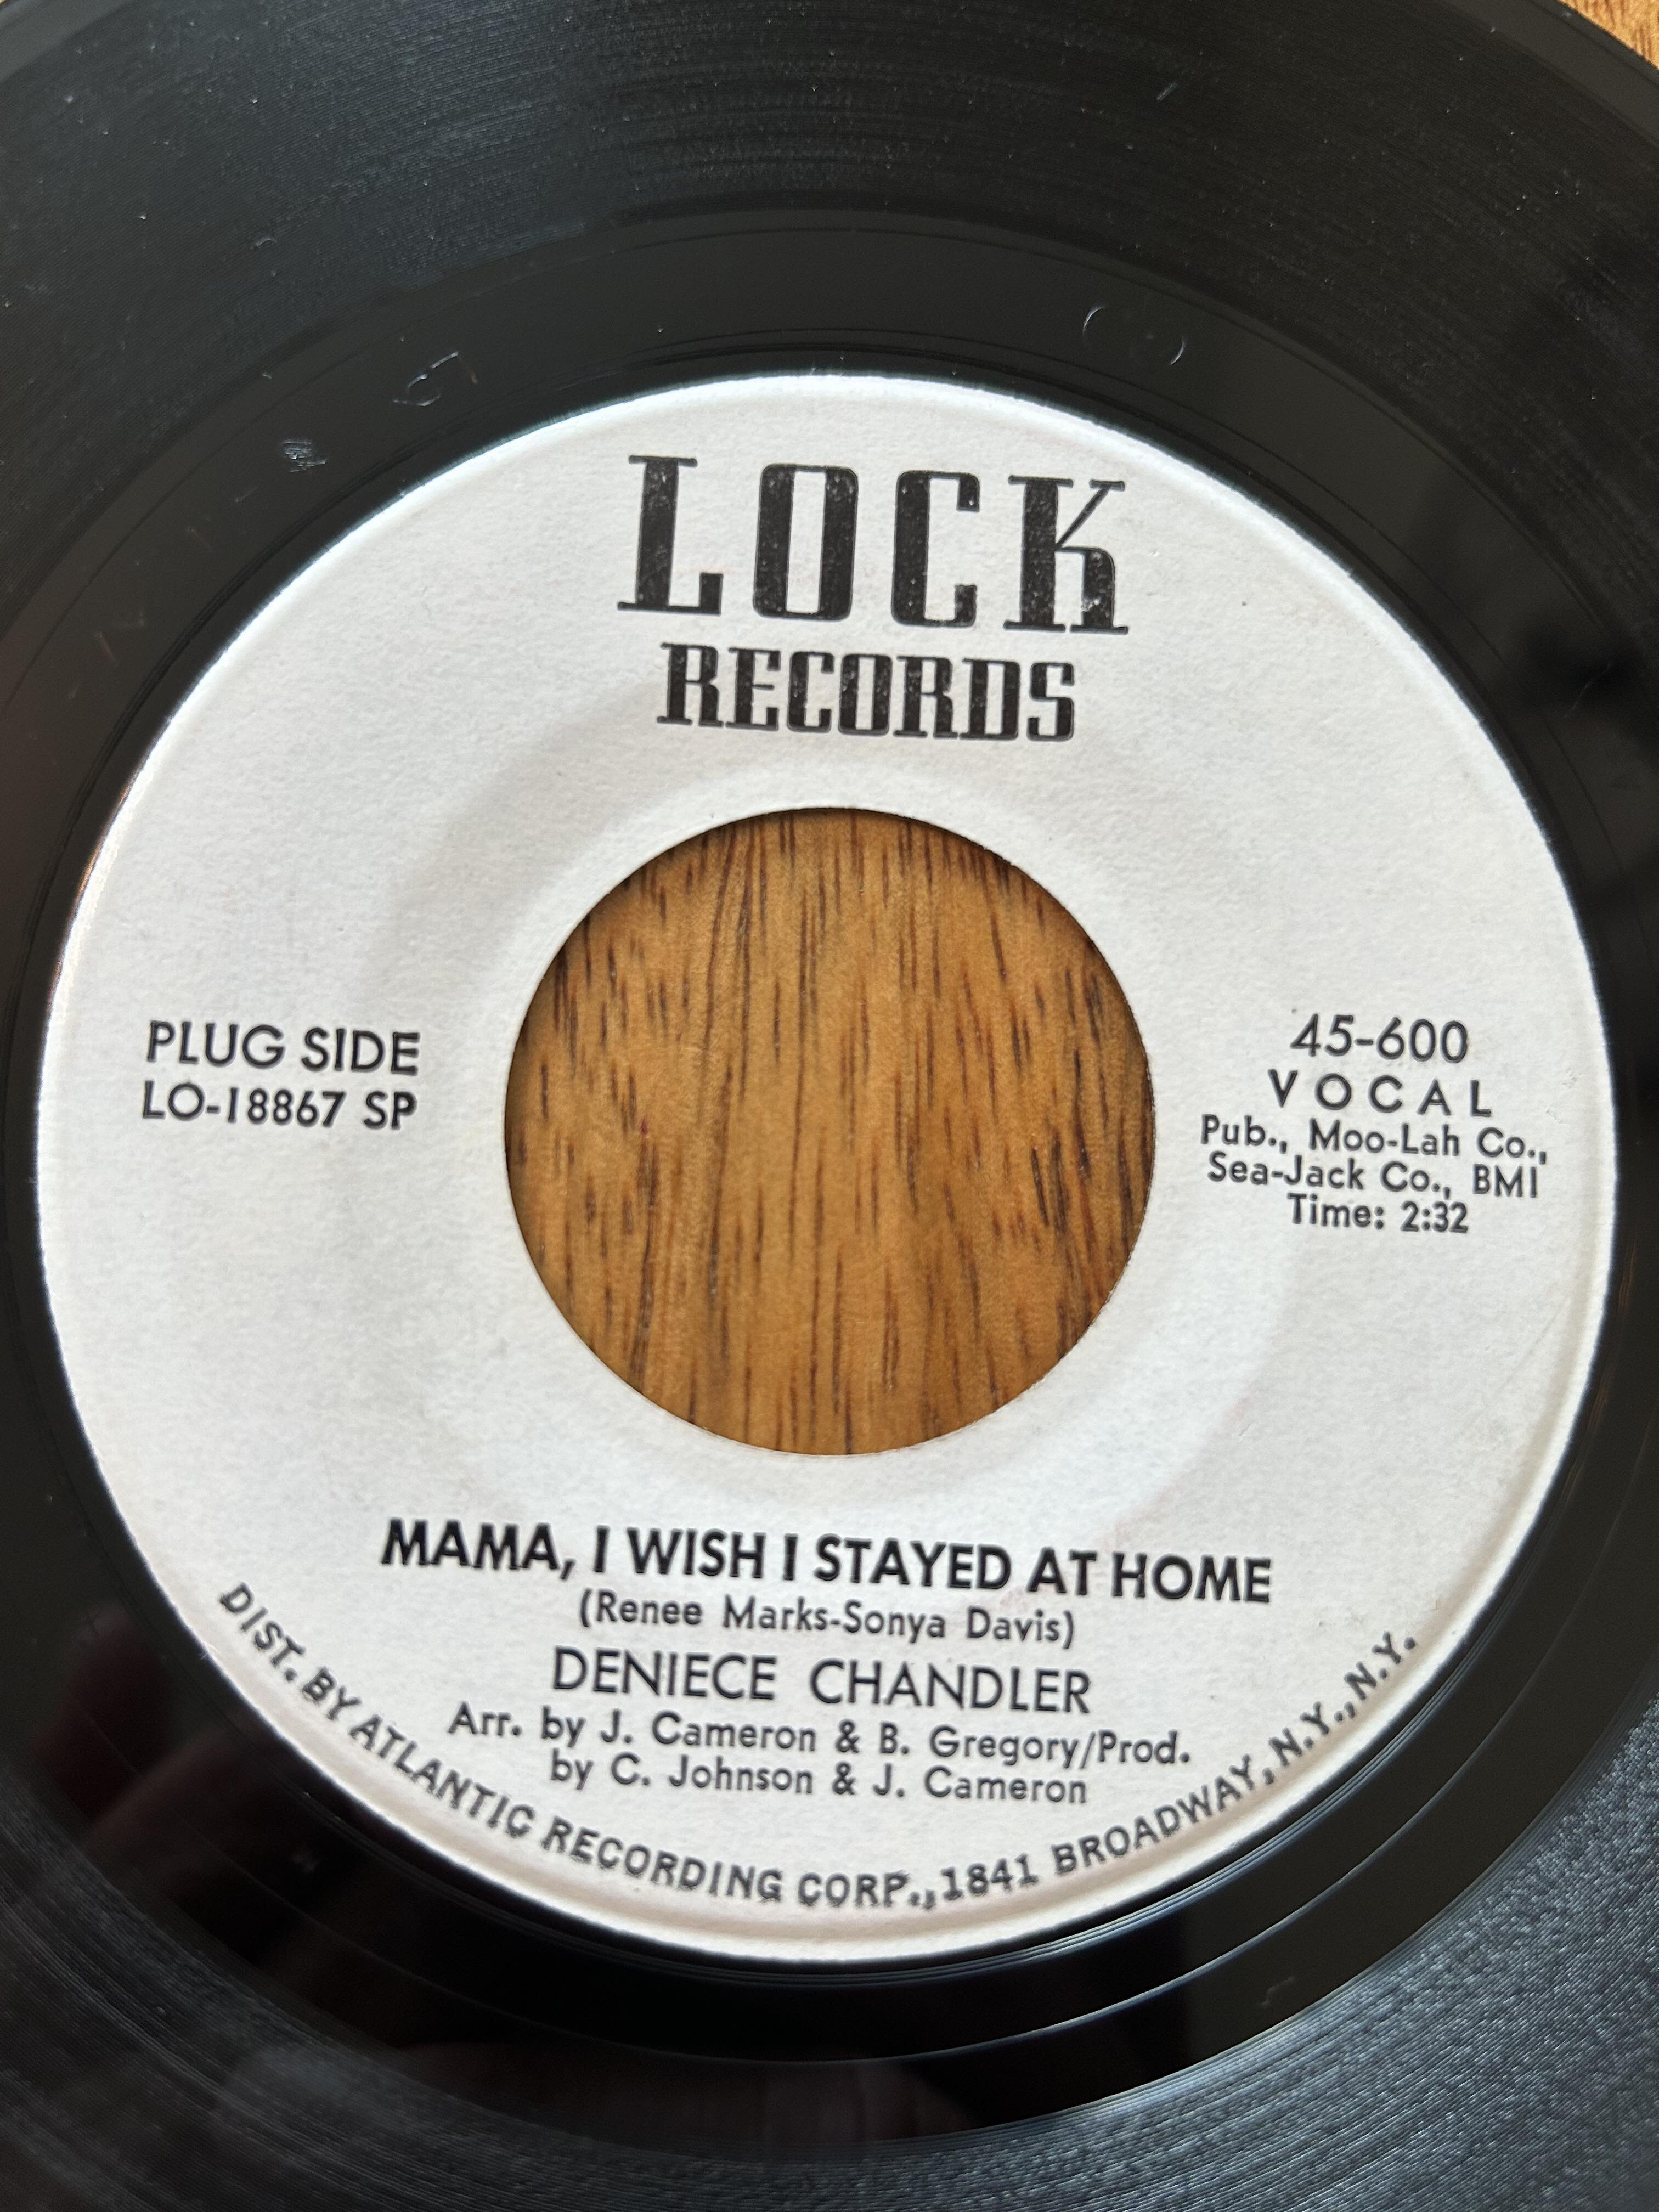 LOCK
RECORDS
PLUG SIDE
LO-18867 SP
45-600
VOCAL
Pub., Moo-Lah Co.,
Sea-Jack Co., BMI
Time: 2:32
MAMA, I WISH I STAYED AT HOME
(Renee Marks-Sonya Davis)
DENIECE CHANDLER
Arr. by J. Cameron & B. Gregory/Prod.
by C. Johnson & J. Cameron
DIST. BY ATLANTIC RECORDING CORP., 1841 BROADWAY, N.Y., N.Y.